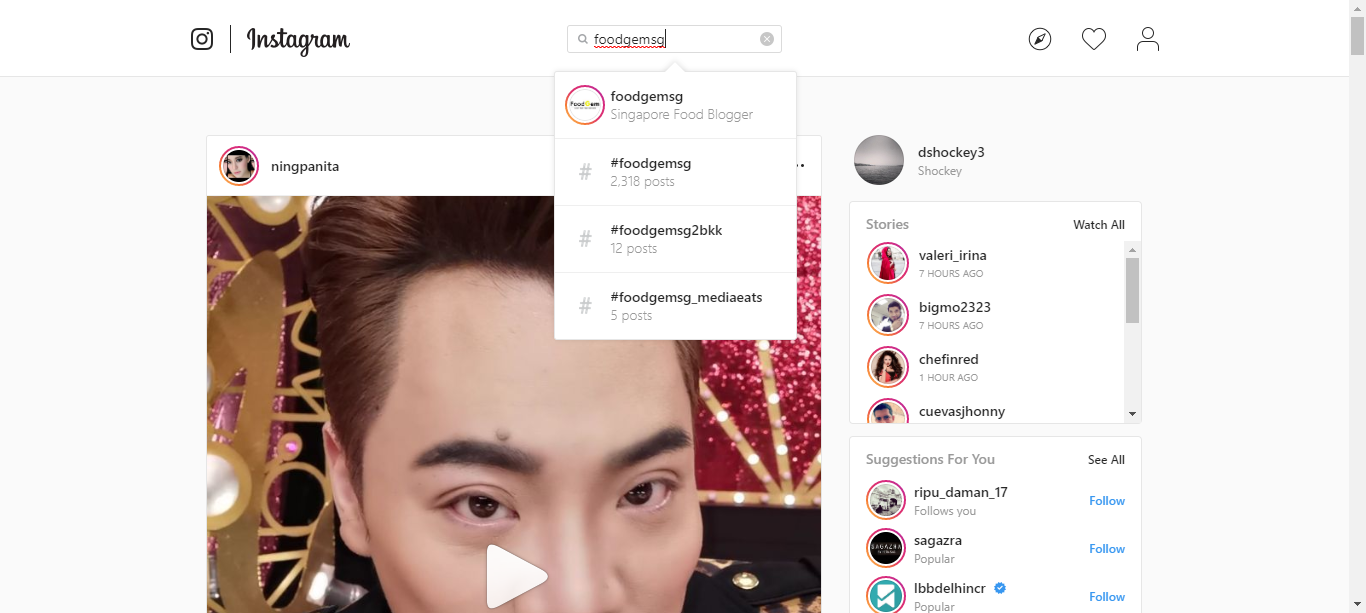 Instagram
foodgemsg
FoodGem
foodgemsg
Singapore Food Blogger
#
#foodgemsg
2,318 posts
#
#foodgemsg2bkk
12 posts
#
#foodgemsg_mediaeats
5 posts
ningpanita
dshockey3
Shockey
Stories
Watch All
valeri_irina
7 HOURS AGO
bigmo2323
7 HOURS AGO
chefinred
1 HOUR AGO
cuevasjhonny
Suggestions For You
See All
ripu_daman_17
Follows you
Follow
SAGAZRA
sagazra
Popular
Follow
lbbdelhincr
Popular
Follow